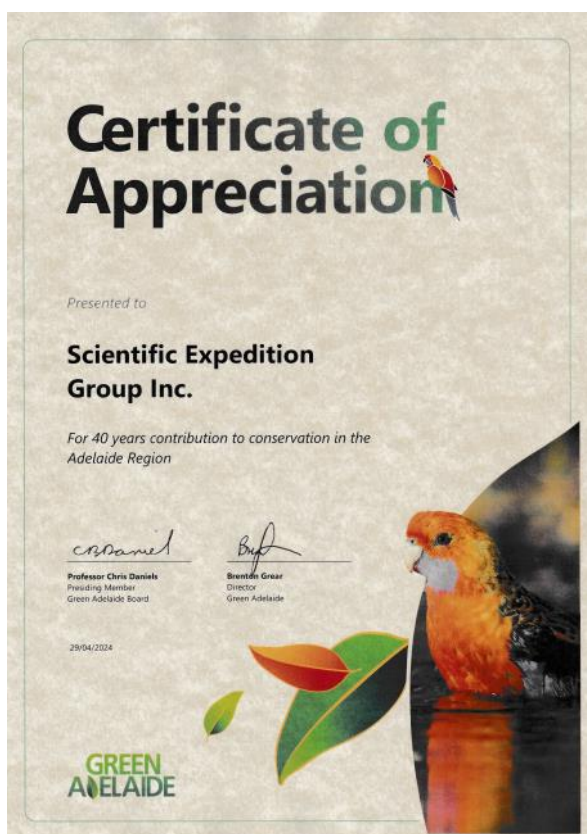 Certificate of
Appreciation
Presented to
Scientific Expedition
Group Inc.
For 40 years contribution to conservation in the
Adelaide Region
Professor Chris Daniels
Presiding Member
Green Adelaide Board
Brenton Grear
Director
Green Adelaide
29/04/2024
GREEN
ADELAIDE